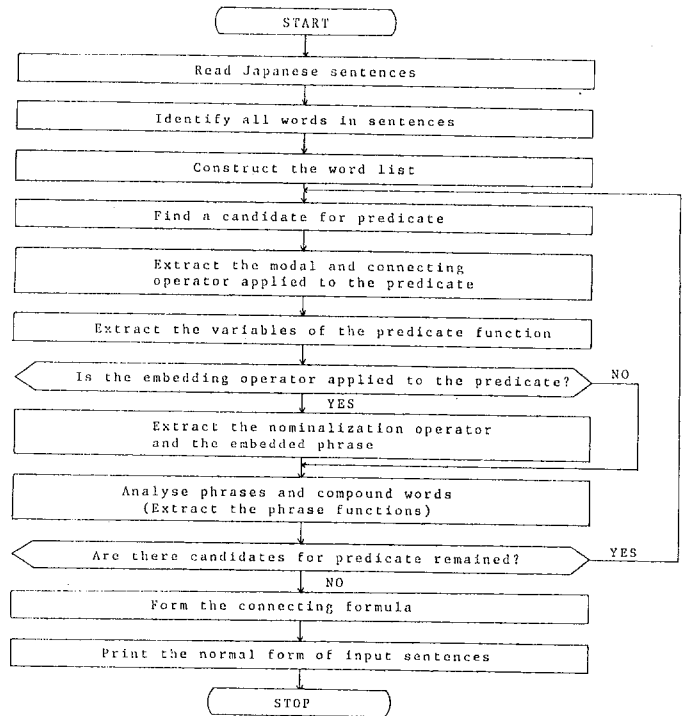 START
Read Japanese sentences
Identify all words in sentences
Construct the word list
Find a candidate for predicate
Extract the modal and connecting
operator applied to the predicate
Extract the variables of the predicate function
Is the embedding operator applied to the predicate?
NO
YES
Extract the nominalization operator
and the embedded phrase
Analyse phrases and compound words
(Extract the phrase functions)
Are there candidates for predicate remained?
YES
NO
Form the connecting formula
Print the normal form of input sentences
STOP